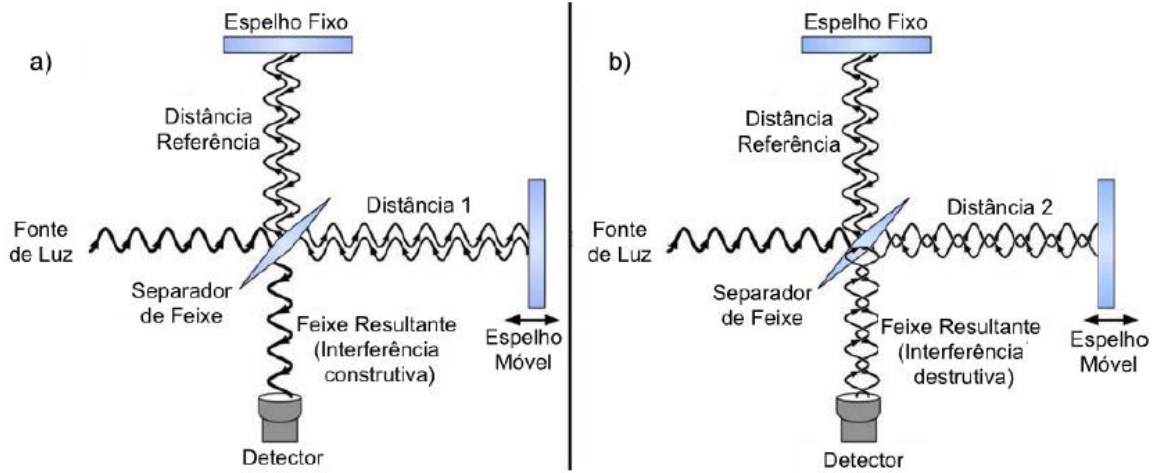 a)
Espelho Fixo
Distância
Referência
Distância 1
Fonte
de Luz
Separador
de Feixe
Feixe Resultante
(Interferência
construtiva)
Espelho
Móvel
Detector
b)
Espelho Fixo
Distância
Referência
Distância 2
Fonte
de Luz
Separador
de Feixe
Feixe Resultante
(Interferência
destrutiva)
Espelho
Móvel
Detector